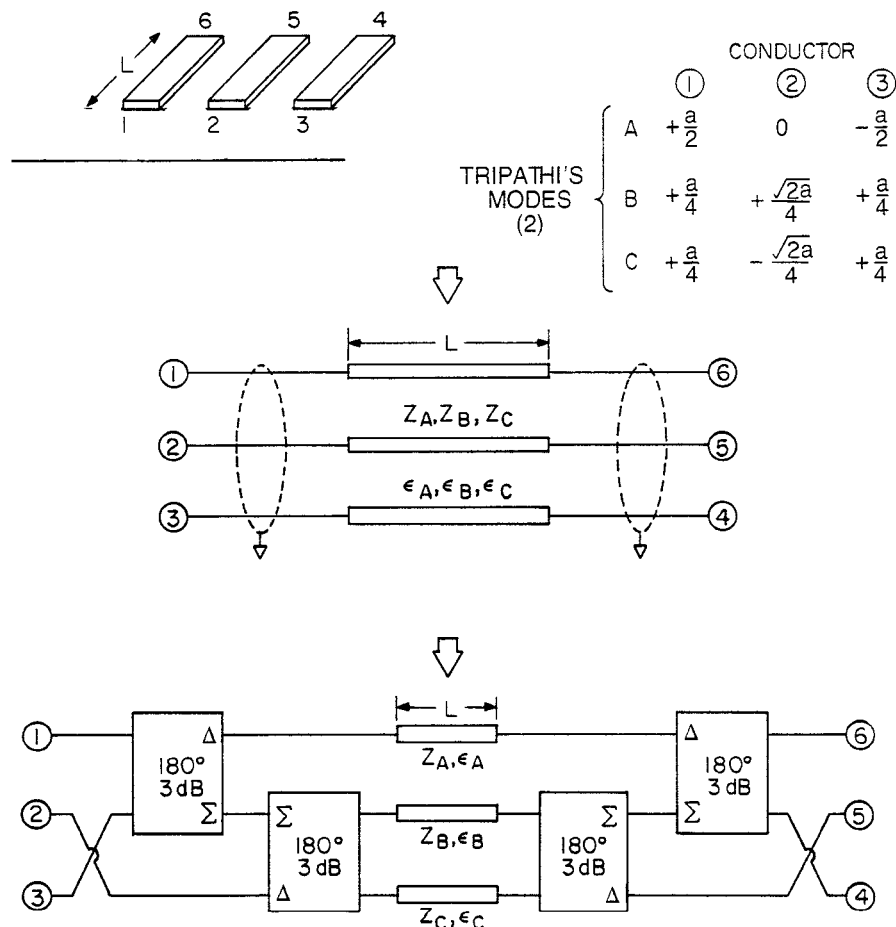 6 5 4
L
1 2 3
CONDUCTOR
① ② ③
TRIPATHI'S
MODES
(2)
A +a/2 0 -a/2
B +a/4 +√2a/4 +a/4
C +a/4 -√2a/4 +a/4
L
① ⑥
Z_A, Z_B, Z_C
② ⑤
ϵ_A, ϵ_B, ϵ_C
③ ④
L
① Δ Δ ⑥
Z_A, ϵ_A
180°
3 dB
180°
3 dB
② Σ Σ Σ Σ ⑤
Z_B, ϵ_B
180°
3 dB
180°
3 dB
③ Δ Δ ④
Z_C, ϵ_C